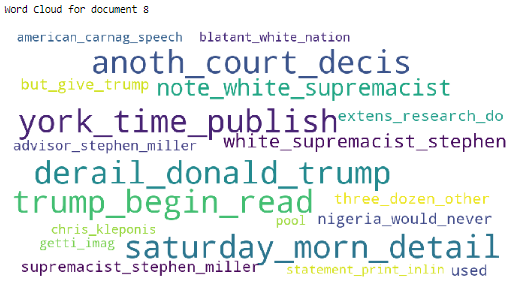 Word Cloud for document 8
american_carnag_speech blatant_white_nation
anoth_court_decis
but_give_trump note_white_supremacist
york_time_publish extens_research_do
advisor_stephen_miller white_supremacist_stephen
derail_donald_trump
trump_begin_read three_dozen_other
pool nigeria_would_never
chris_kleponis
getti_imag saturday_morn_detail
supremacist_stephen_miller statement_print_inlin used